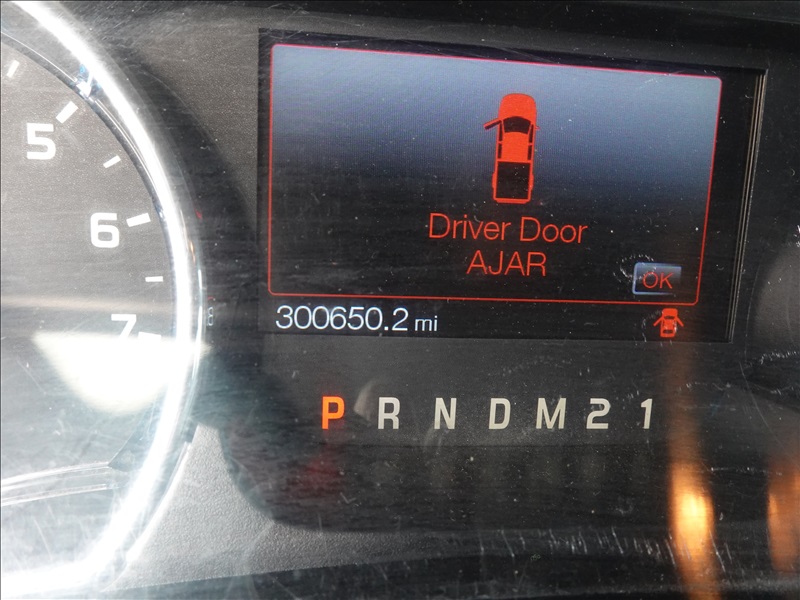 5
6
7
Driver Door
AJAR
OK
300650.2 mi
P R N D M 2 1